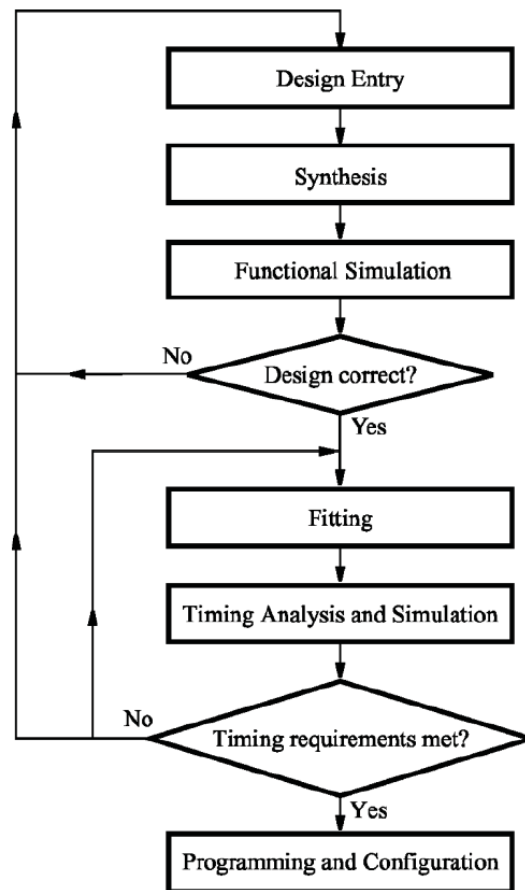 Design Entry
Synthesis
Functional Simulation
No
Design correct?
Yes
Fitting
Timing Analysis and Simulation
No
Timing requirements met?
Yes
Programming and Configuration